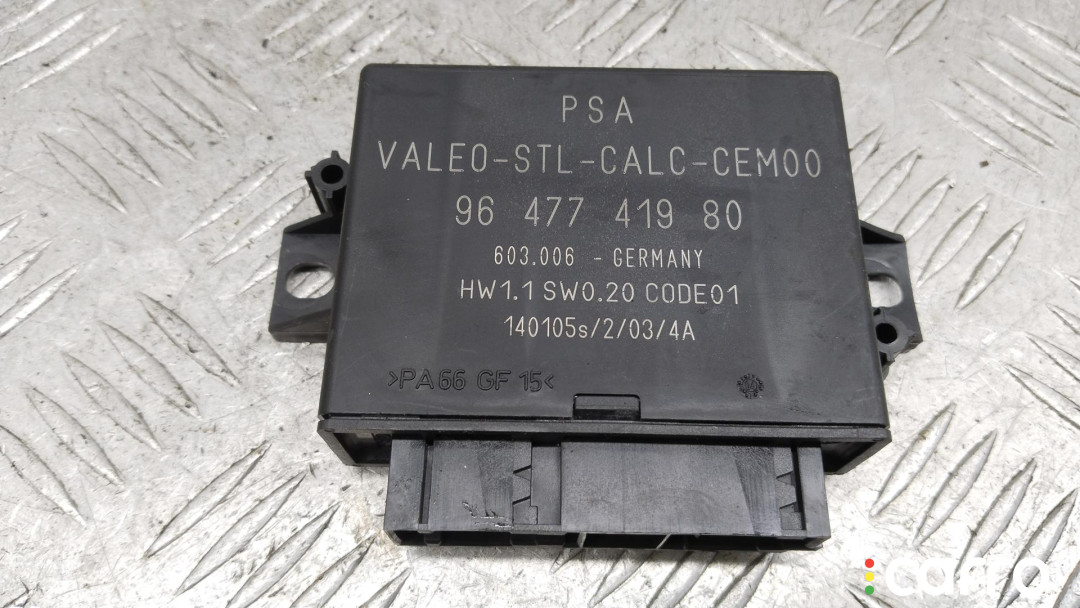 PSA
VALEO-STL-CALC-CEM00
96 477 419 80
603.006 - GERMANY
HW1.1 SW0.20 CODE01
140105s/2/03/4A
>PA66 GF 15<